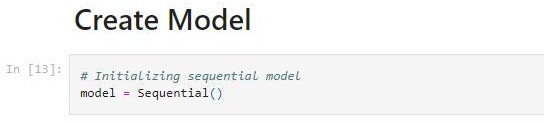 Create Model
In [13]:
# Initializing sequential model
model = Sequential()